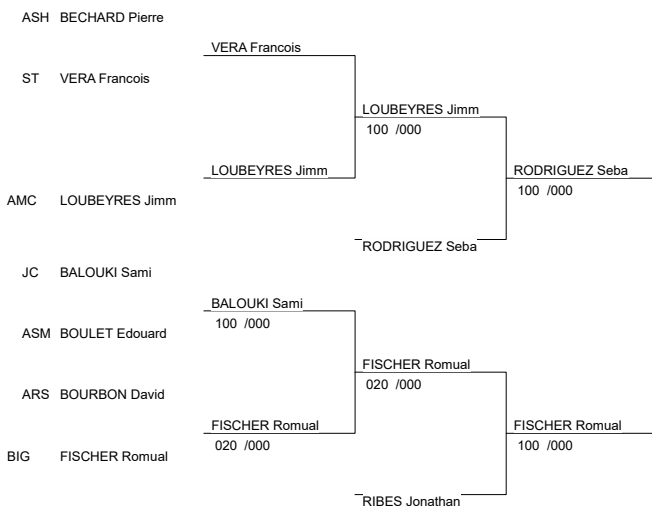 ASH BECHARD Pierre
VERA Francois
ST VERA Francois
LOUBEYRES Jimm
100 /000
LOUBEYRES Jimm
RODRIGUEZ Seba
100 /000
AMC LOUBEYRES Jimm
RODRIGUEZ Seba
JC BALOUKI Sami
BALOUKI Sami
100 /000
ASM BOULET Edouard
FISCHER Romual
020 /000
ARS BOURBON David
FISCHER Romual
020 /000
FISCHER Romual
100 /000
BIG FISCHER Romual
RIBES Jonathan